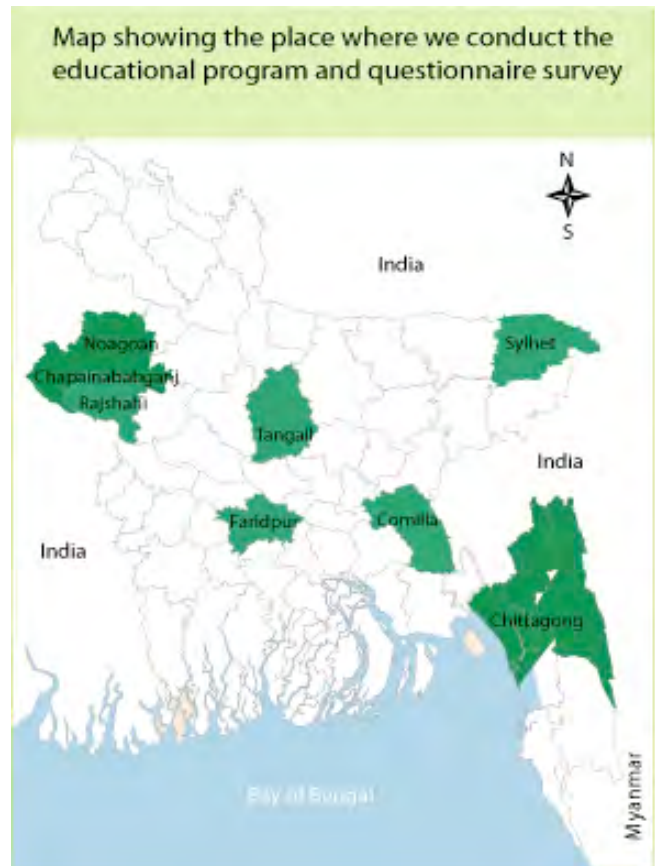 Map showing the place where we conduct the
educational program and questionnaire survey
N
S
India
Noagoan
Sylhet
Chapainababganj
Rajshahi
Tangail
India
Faridpur
Comilla
India
Chittagong
Myanmar
Bay of Bengal